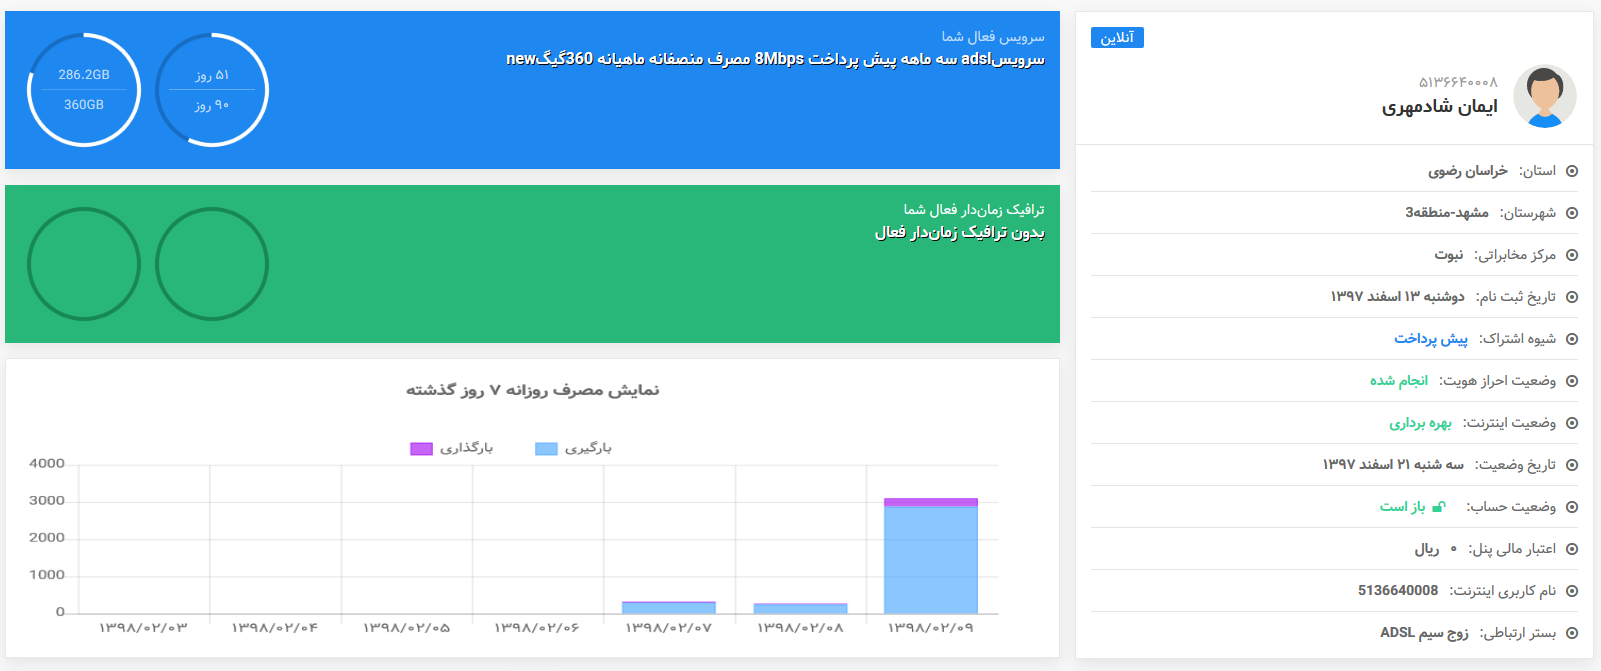 آنلاین
۵۱۳۶۶۴۰۰۰۸
ایمان شادمهری
استان: خراسان رضوی
شهرستان: مشهد-منطقه3
مرکز مخابراتی: نبوت
تاریخ ثبت نام: دوشنبه ۱۳ اسفند ۱۳۹۷
شیوه اشتراک: پیش پرداخت
وضعیت احراز هویت: انجام شده
وضعیت اینترنت: بهره برداری
تاریخ وضعیت: سه شنبه ۲۱ اسفند ۱۳۹۷
وضعیت حساب: باز است
اعتبار مالی پنل: ۰ ریال
نام کاربری اینترنت: 5136640008
بستر ارتباطی: زوج سیم ADSL
سرویس فعال شما
سرویسadsl سه ماهه پیش پرداخت 8Mbps مصرف منصفانه ماهیانه 360گیگnew
۵۱ روز
۹۰ روز
286.2GB
360GB
ترافیک زمان‌دار فعال شما
بدون ترافیک زمان‌دار فعال
نمایش مصرف روزانه ۷ روز گذشته
بارگیری
بارگذاری
4000
3000
2000
1000
0
۱۳۹۸/۰۲/۰۳
۱۳۹۸/۰۲/۰۴
۱۳۹۸/۰۲/۰۵
۱۳۹۸/۰۲/۰۶
۱۳۹۸/۰۲/۰۷
۱۳۹۸/۰۲/۰۸
۱۳۹۸/۰۲/۰۹